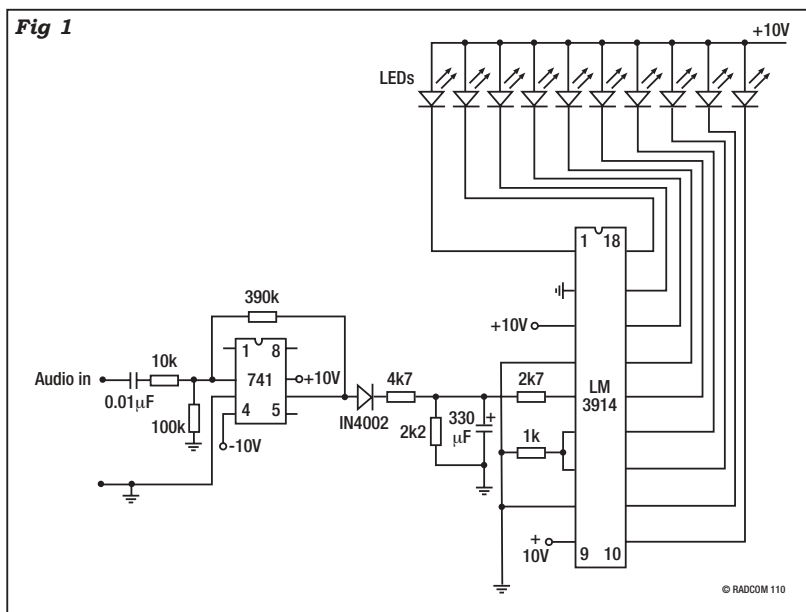 Fig 1
+10V
LEDs
1 18
390k
+10V
1 8
Audio in
10k
741
+10V
4k7
2k7
LM
3914
0.01µF
100k
4 5
IN4002
2k2
330
µF
+
1k
-10V
+
10V
9 10
© RADCOM 110